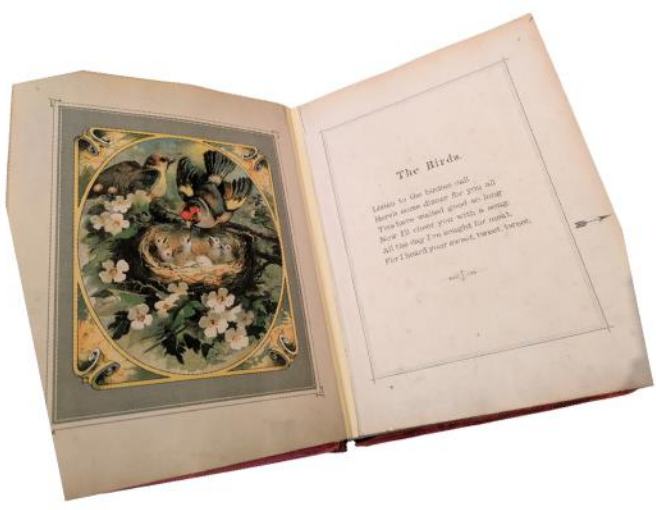 The Birds.
Listen to the birdies call
Here's some dinner for you all
You have waited good so long
Now I'll cheer you with a song
All the day I've sought for meat,
For I heard your sweet, tweet, tweet.